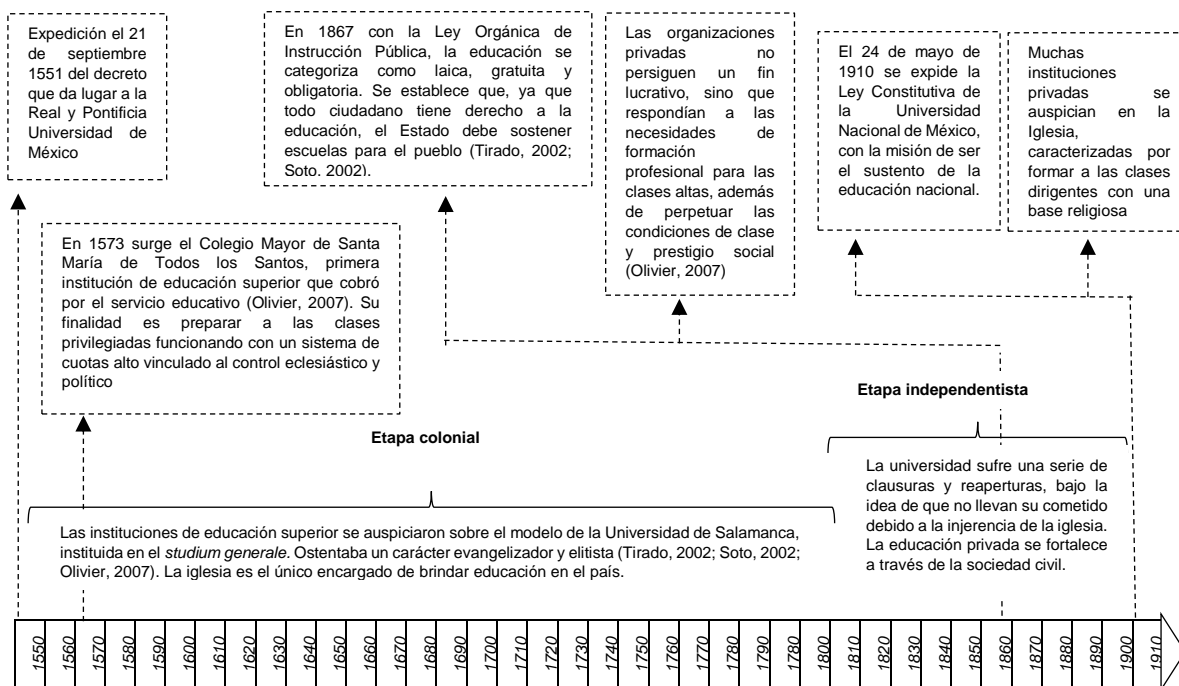 Expedición el 21
de septiembre
1551 del decreto
que da lugar a la
Real y Pontificia
Universidad de
México
En 1867 con la Ley Orgánica de
Instrucción Pública, la educación se
categoriza como laica, gratuita y
obligatoria. Se establece que, ya que
todo ciudadano tiene derecho a la
educación, el Estado debe sostener
escuelas para el pueblo (Tirado, 2002;
Soto. 2002).
Las organizaciones
privadas no
persiguen un fin
lucrativo, sino que
respondían a las
necesidades de
formación
profesional para las
clases altas, además
de perpetuar las
condiciones de clase
y prestigio social
(Olivier, 2007)
El 24 de mayo de
1910 se expide la
Ley Constitutiva de
la Universidad
Nacional de México,
con la misión de ser
el sustento de la
educación nacional.
Muchas
instituciones
privadas se
auspician en la
Iglesia,
caracterizadas por
formar a las clases
dirigentes con una
base religiosa
En 1573 surge el Colegio Mayor de Santa
María de Todos los Santos, primera
institución de educación superior que cobró
por el servicio educativo (Olivier, 2007). Su
finalidad es preparar a las clases
privilegiadas funcionando con un sistema de
cuotas alto vinculado al control eclesiástico y
político
Etapa colonial
Etapa independentista
Las instituciones de educación superior se auspiciaron sobre el modelo de la Universidad de Salamanca,
instituida en el studium generale. Ostentaba un carácter evangelizador y elitista (Tirado, 2002; Soto, 2002;
Olivier, 2007). La iglesia es el único encargado de brindar educación en el país.
La universidad sufre una serie de
clausuras y reaperturas, bajo la
idea de que no llevan su cometido
debido a la injerencia de la iglesia.
La educación privada se fortalece
a través de la sociedad civil.
1550 1560 1570 1580 1590 1600 1610 1620 1630 1640 1650 1660 1670 1680 1690 1700 1710 1720 1730 1740 1750 1760 1770 1780 1790 1800 1810 1820 1830 1840 1850 1860 1870 1880 1890 1900 1910